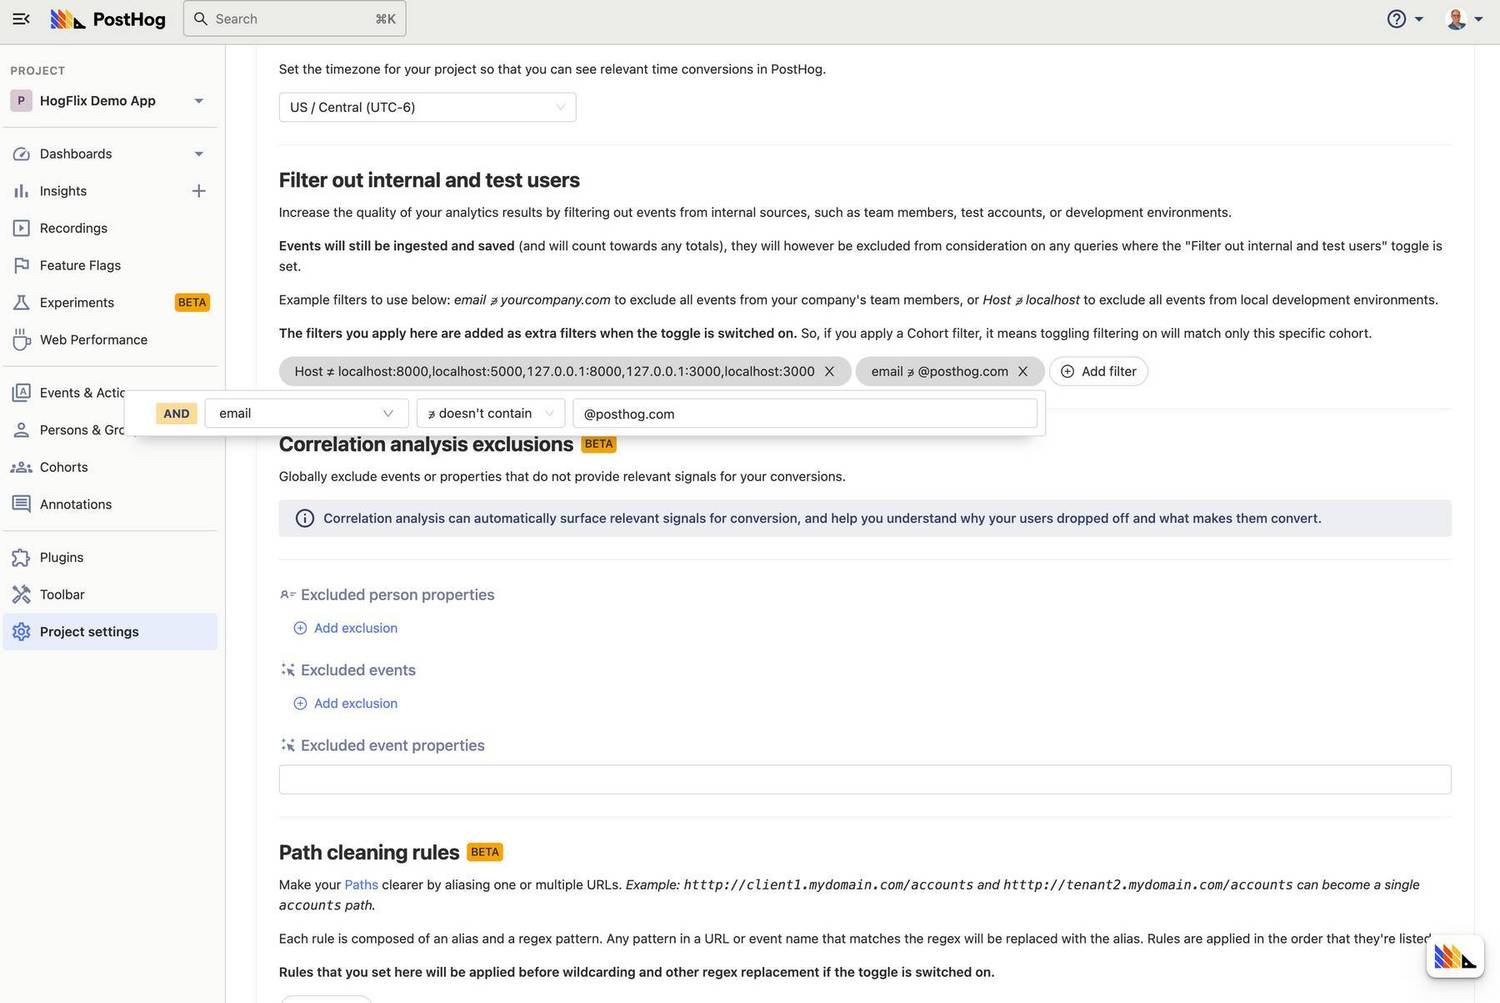 PostHog
Search
⌘K
PROJECT
P HogFlix Demo App
Dashboards
Insights
Recordings
Feature Flags
Experiments BETA
Web Performance
Events & Actio
Persons & Gro
Cohorts
Annotations
Plugins
Toolbar
Project settings
Set the timezone for your project so that you can see relevant time conversions in PostHog.
US / Central (UTC-6)
Filter out internal and test users
Increase the quality of your analytics results by filtering out events from internal sources, such as team members, test accounts, or development environments.
Events will still be ingested and saved (and will count towards any totals), they will however be excluded from consideration on any queries where the "Filter out internal and test users" toggle is
set.
Example filters to use below: email ∌ yourcompany.com to exclude all events from your company's team members, or Host ∌ localhost to exclude all events from local development environments.
The filters you apply here are added as extra filters when the toggle is switched on. So, if you apply a Cohort filter, it means toggling filtering on will match only this specific cohort.
Host ≠ localhost:8000,localhost:5000,127.0.0.1:8000,127.0.0.1:3000,localhost:3000
email ∌ @posthog.com
Add filter
AND email ∌ doesn't contain @posthog.com
Correlation analysis exclusions BETA
Globally exclude events or properties that do not provide relevant signals for your conversions.
Correlation analysis can automatically surface relevant signals for conversion, and help you understand why your users dropped off and what makes them convert.
Excluded person properties
Add exclusion
Excluded events
Add exclusion
Excluded event properties
Path cleaning rules BETA
Make your Paths clearer by aliasing one or multiple URLs. Example: htttp://client1.mydomain.com/accounts and htttp://tenant2.mydomain.com/accounts can become a single
accounts path.
Each rule is composed of an alias and a regex pattern. Any pattern in a URL or event name that matches the regex will be replaced with the alias. Rules are applied in the order that they're listed
Rules that you set here will be applied before wildcarding and other regex replacement if the toggle is switched on.